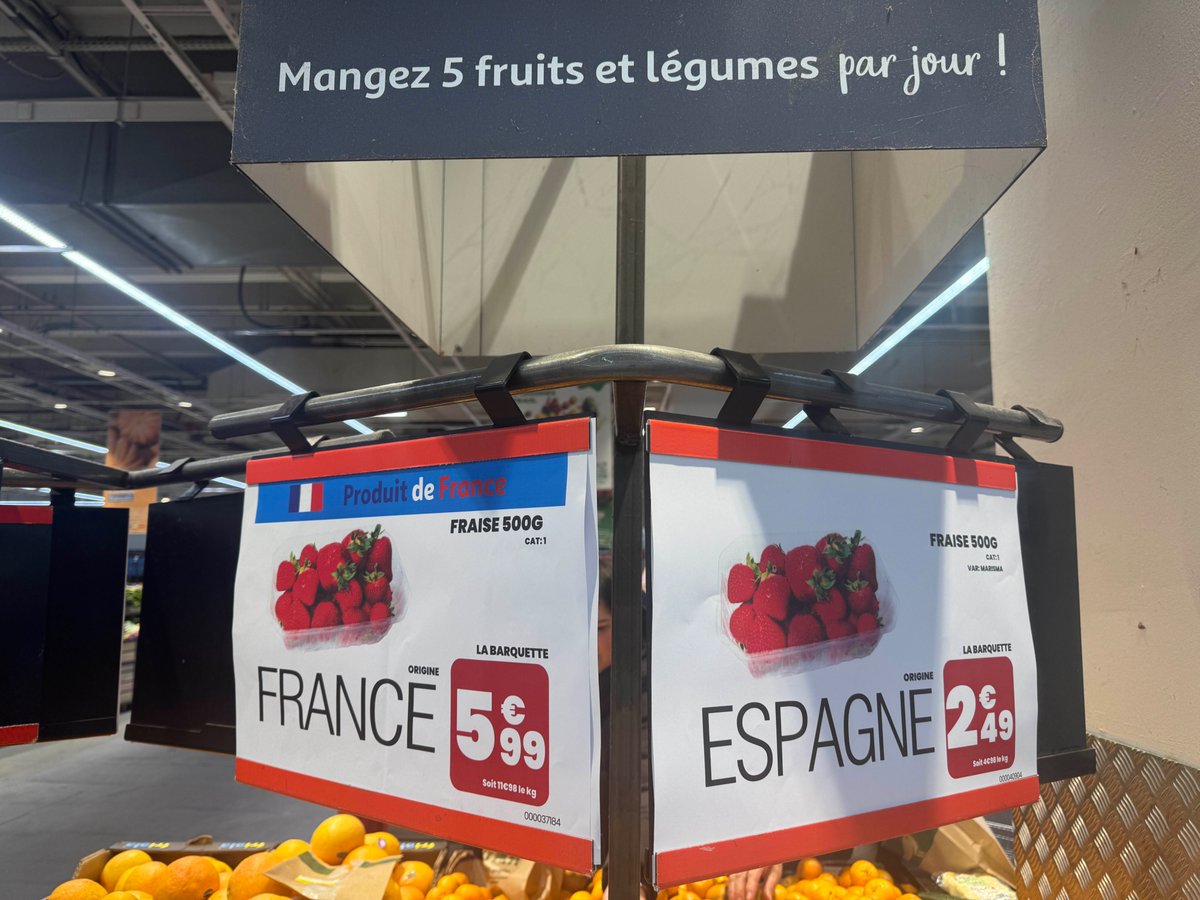 Mangez 5 fruits et légumes par jour !
Produit de France
FRAISE 500G
CAT:1
LA BARQUETTE
ORIGINE
FRANCE
5€99
Soit 11€98 le kg
000037184
FRAISE 500G
CAT:1
VAR: MARISMA
LA BARQUETTE
ORIGINE
ESPAGNE
2€49
Soit 4€98 le kg
000040904